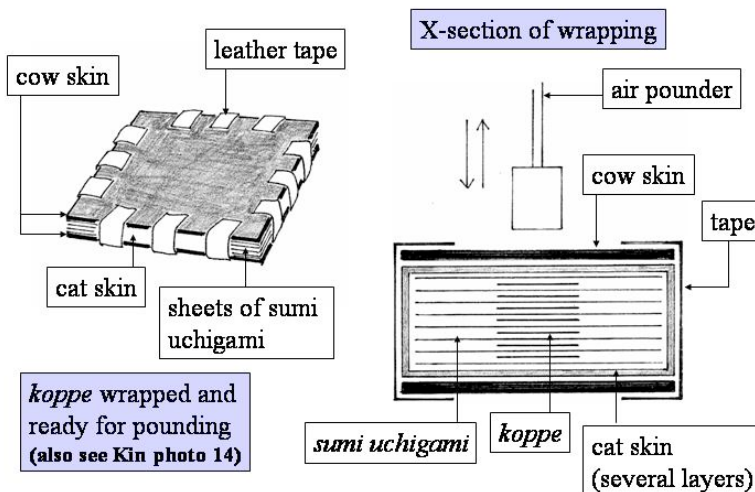 X-section of wrapping
leather tape
cow skin
air pounder
cow skin
tape
cat skin
sheets of sumi
uchigami
koppe wrapped and
ready for pounding
(also see Kin photo 14)
sumi uchigami
koppe
cat skin
(several layers)